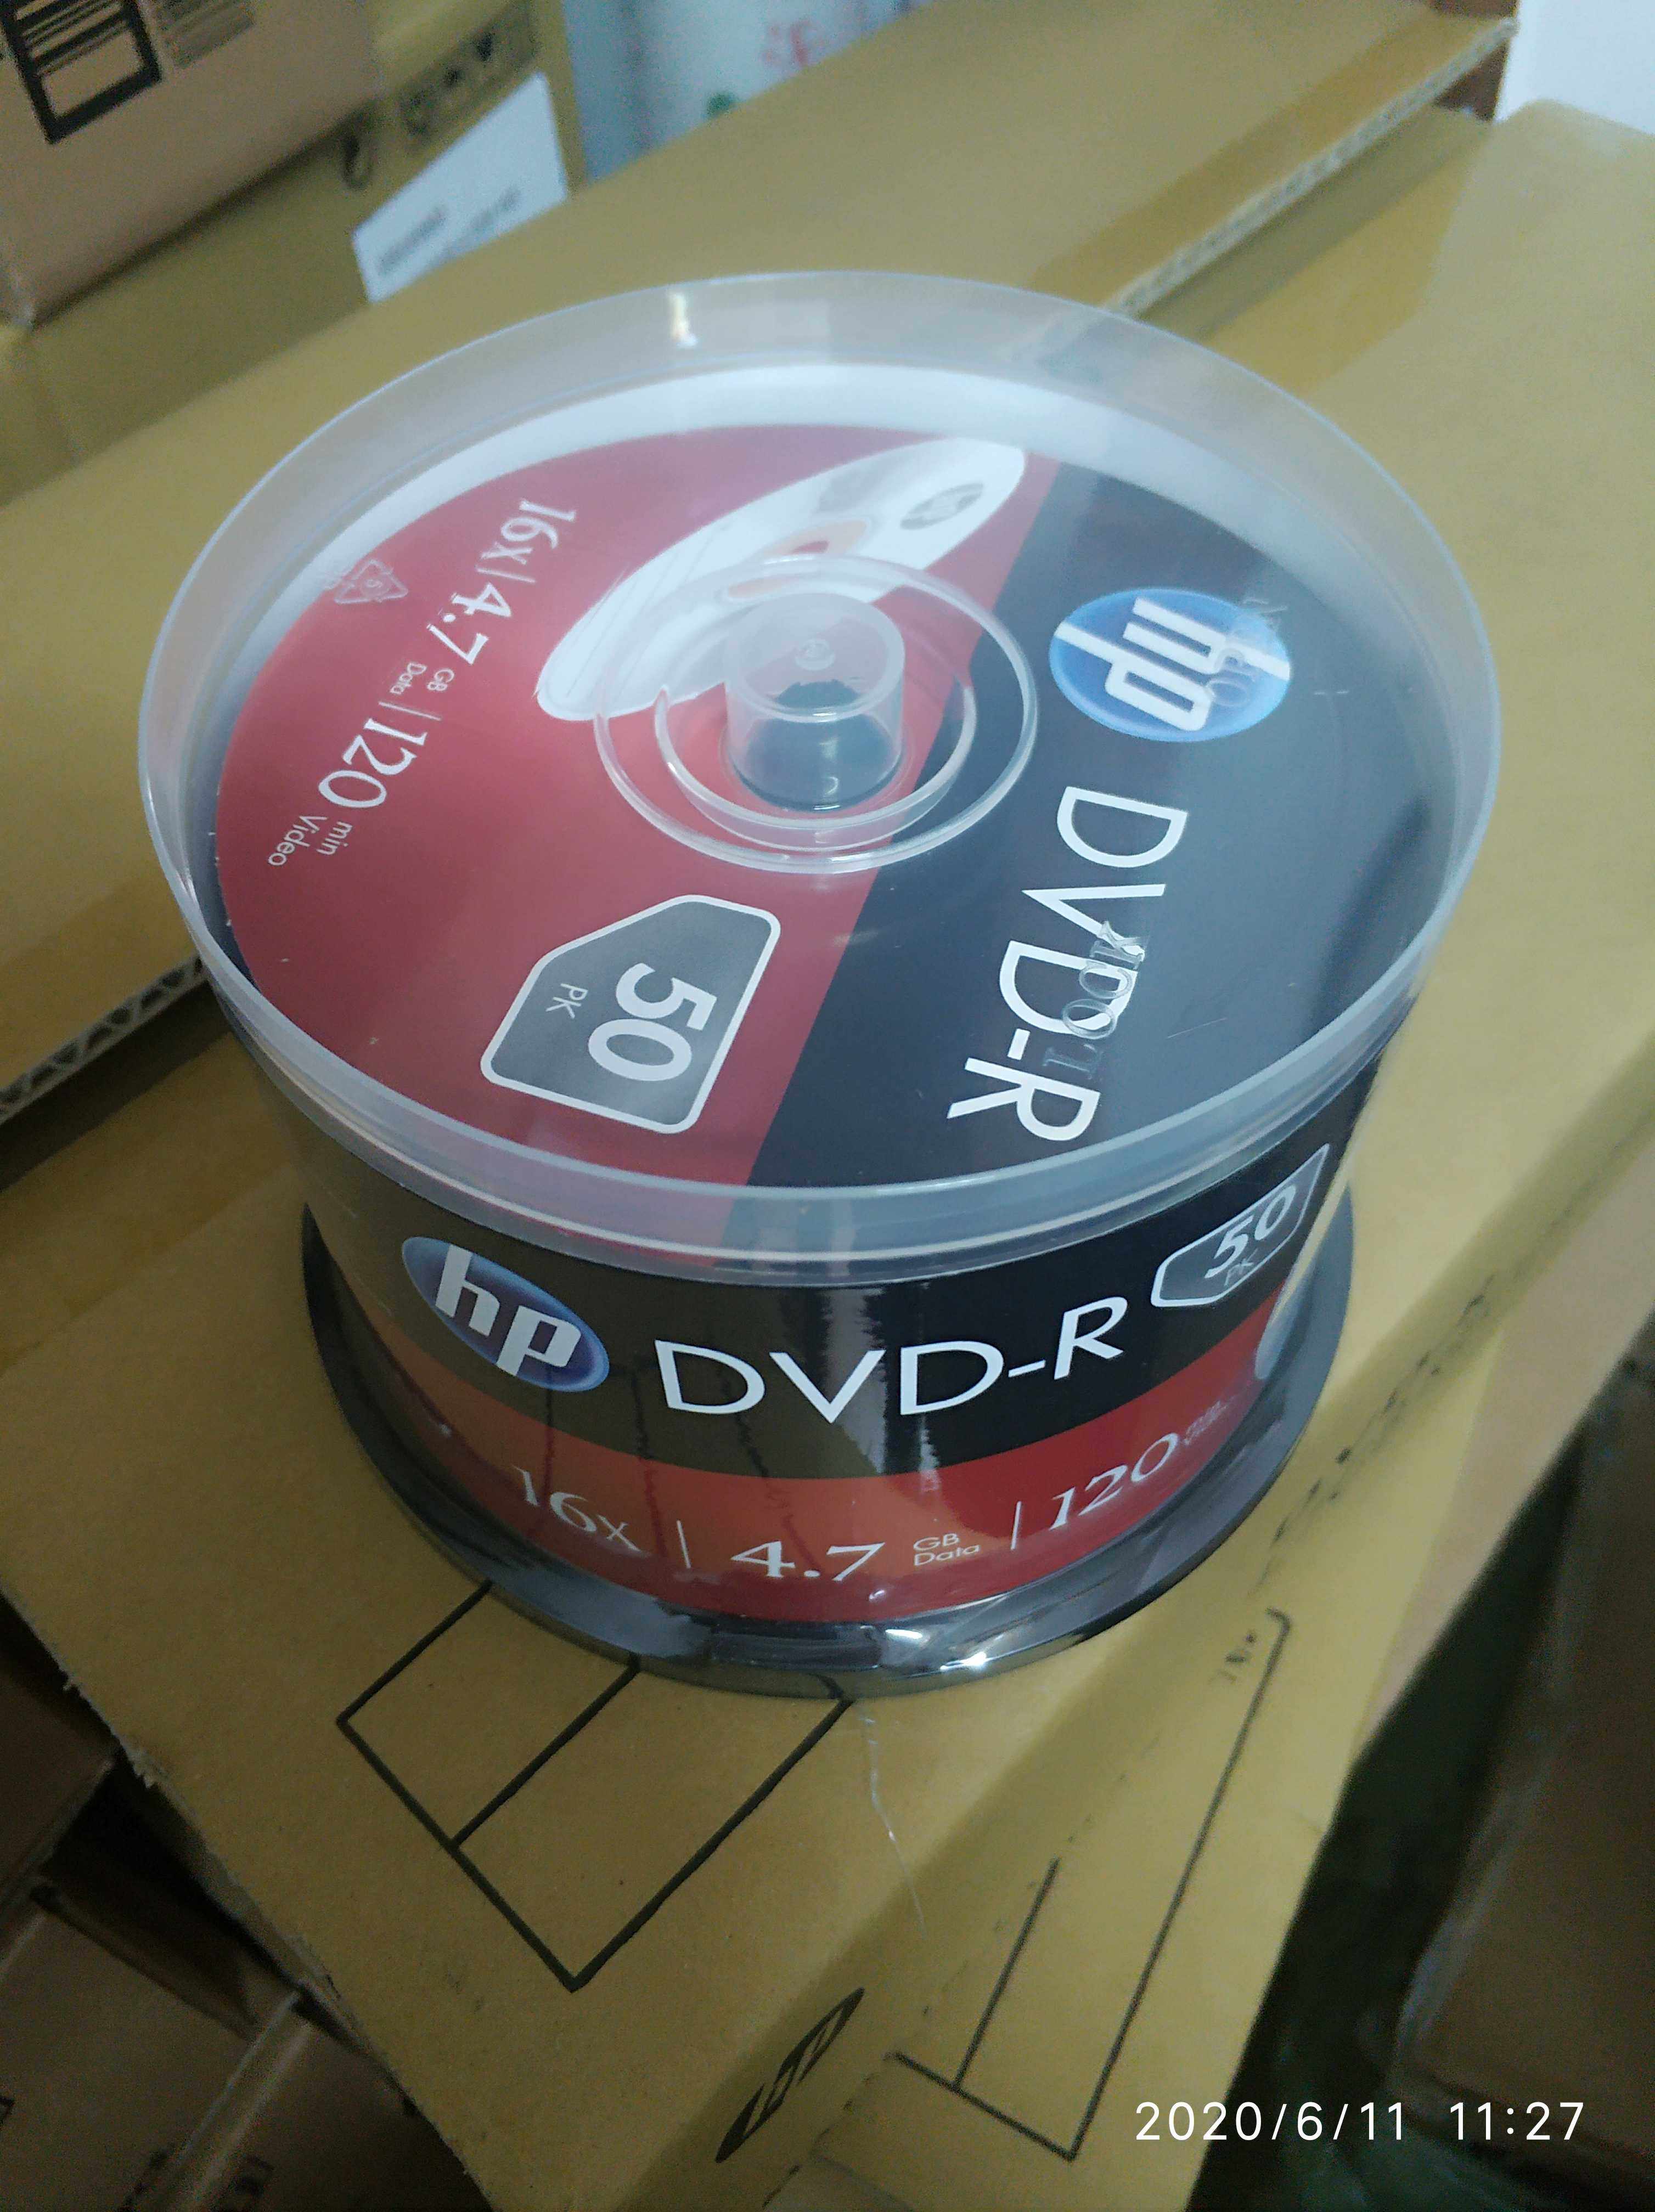 hp DVD-R
16x | 4.7 GB Data | 120 min Video
50
PK
hp DVD-R
50
PK
16x | 4.7 GB Data | 120
2020/6/11 11:27